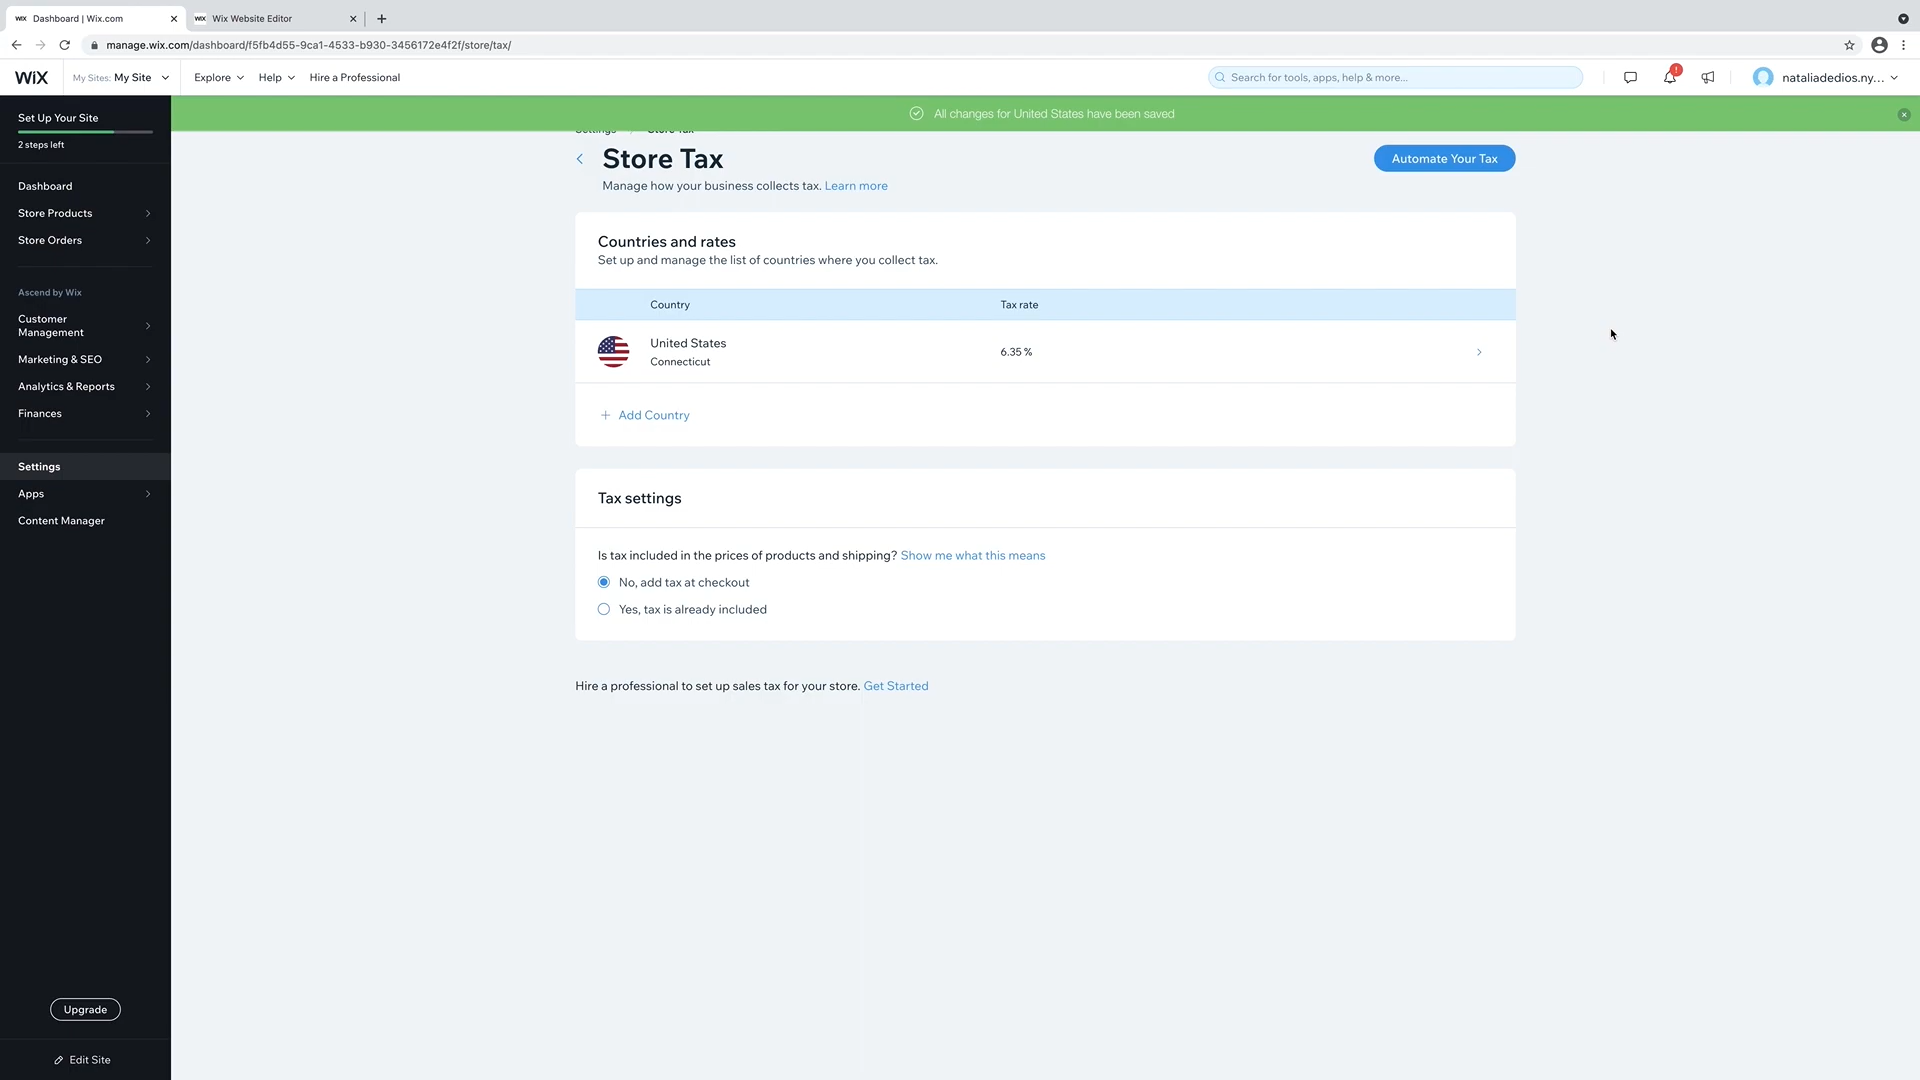 WiX Dashboard | Wix.com
WiX Wix Website Editor
manage.wix.com/dashboard/f5fb4d55-9ca1-4533-b930-3456172e4f2f/store/tax/
WiX
My Sites: My Site
Explore
Help
Hire a Professional
Search for tools, apps, help & more...
!
nataliadedios.ny...
Set Up Your Site
2 steps left
Dashboard
Store Products
Store Orders
Ascend by Wix
Customer
Management
Marketing & SEO
Analytics & Reports
Finances
Settings
Apps
Content Manager
Upgrade
Edit Site
All changes for United States have been saved
Settings
Store Tax
Store Tax
Automate Your Tax
Manage how your business collects tax. Learn more
Countries and rates
Set up and manage the list of countries where you collect tax.
Country Tax rate
United States
Connecticut
6.35 %
+ Add Country
Tax settings
Is tax included in the prices of products and shipping? Show me what this means
No, add tax at checkout
Yes, tax is already included
Hire a professional to set up sales tax for your store. Get Started